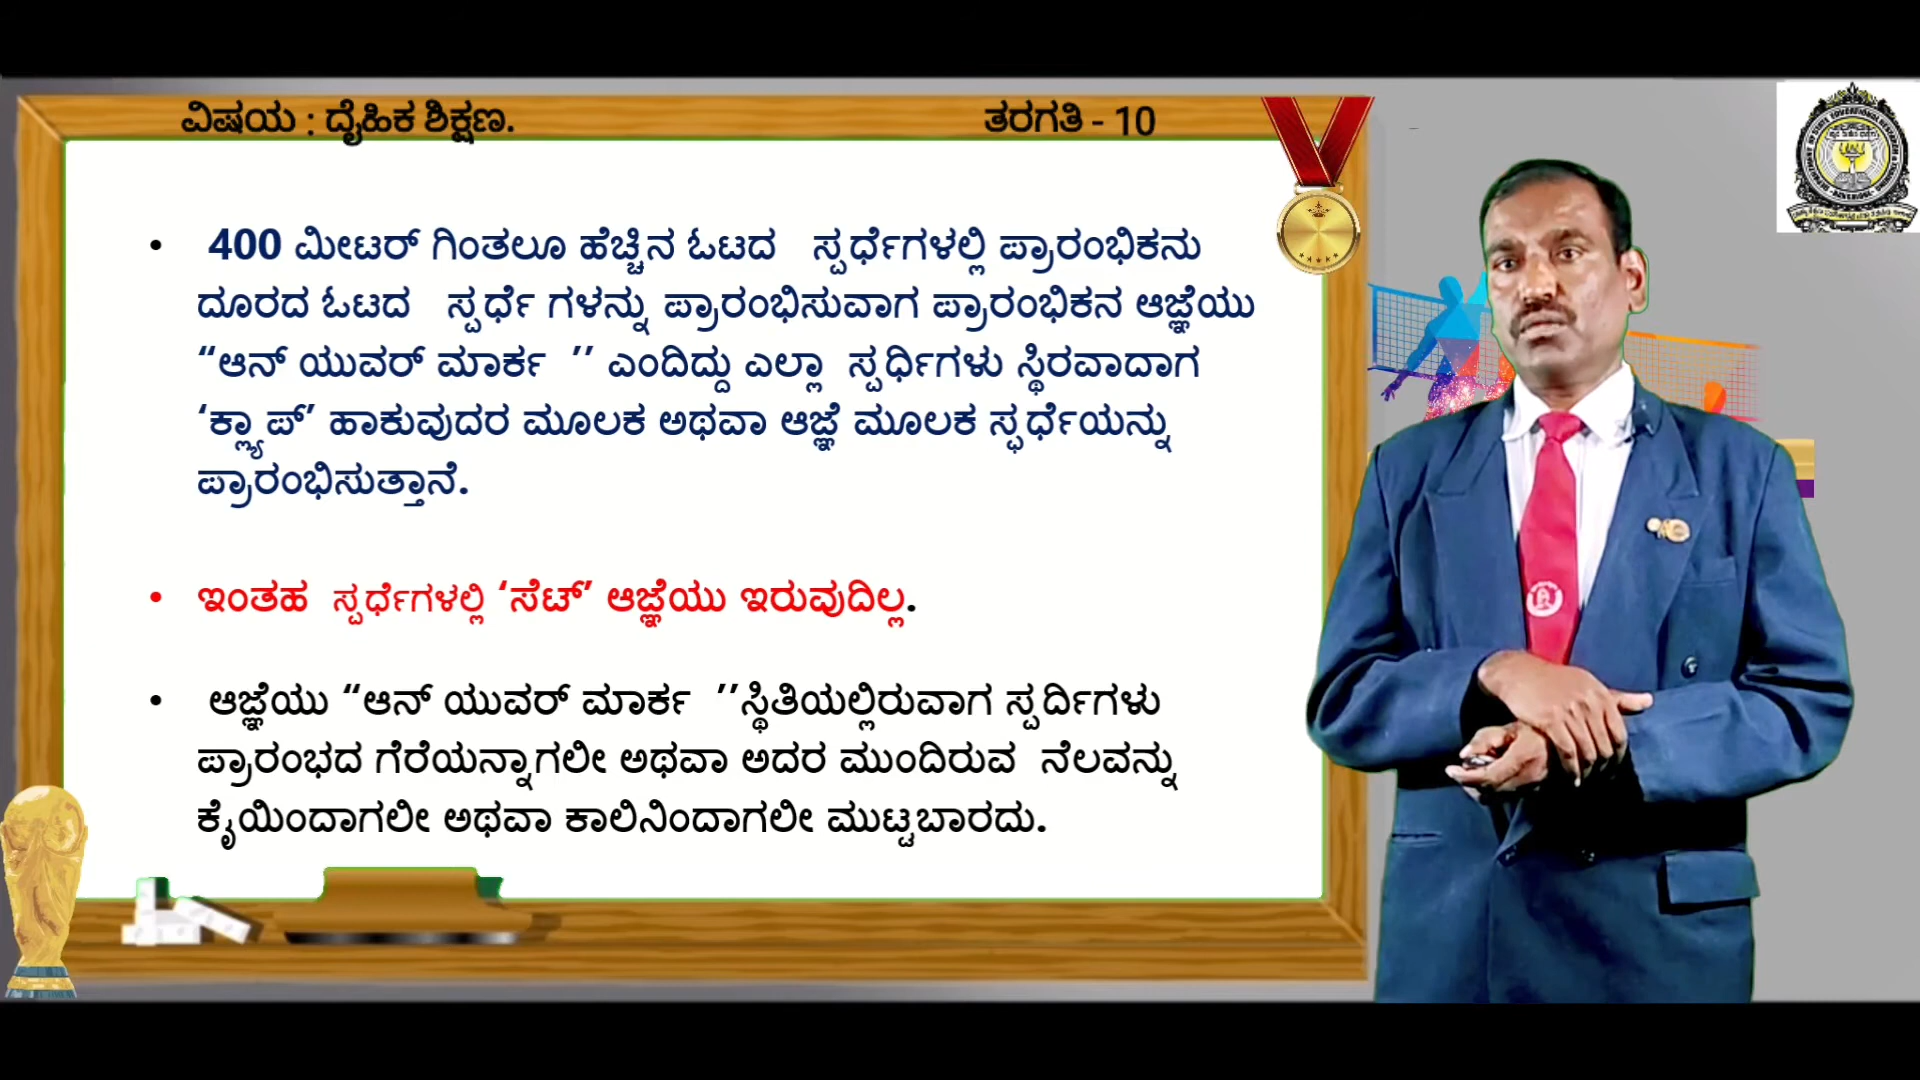 ವಿಷಯ : ದೈಹಿಕ ಶಿಕ್ಷಣ.
ತರಗತಿ - 10
• 400 ಮೀಟರ್ ಗಿಂತಲೂ ಹೆಚ್ಚಿನ ಓಟದ ಸ್ಪರ್ಧೆಗಳಲ್ಲಿ ಪ್ರಾರಂಭಿಕನು
ದೂರದ ಓಟದ ಸ್ಪರ್ಧೆ ಗಳನ್ನು ಪ್ರಾರಂಭಿಸುವಾಗ ಪ್ರಾರಂಭಿಕನ ಆಜ್ಞೆಯು
“ಆನ್ ಯುವರ್ ಮಾರ್ಕ ’’ ಎಂದಿದ್ದು ಎಲ್ಲಾ ಸ್ಪರ್ಧಿಗಳು ಸ್ಥಿರವಾದಾಗ
‘ಕ್ಲ್ಯಾಪ್’ ಹಾಕುವುದರ ಮೂಲಕ ಅಥವಾ ಆಜ್ಞೆ ಮೂಲಕ ಸ್ಪರ್ಧೆಯನ್ನು
ಪ್ರಾರಂಭಿಸುತ್ತಾನೆ.
• ಇಂತಹ ಸ್ಪರ್ಧೆಗಳಲ್ಲಿ ‘ಸೆಟ್’ ಆಜ್ಞೆಯು ಇರುವುದಿಲ್ಲ.
• ಆಜ್ಞೆಯು “ಆನ್ ಯುವರ್ ಮಾರ್ಕ ’’ಸ್ಥಿತಿಯಲ್ಲಿರುವಾಗ ಸ್ಪರ್ದಿಗಳು
ಪ್ರಾರಂಭದ ಗೆರೆಯನ್ನಾಗಲೀ ಅಥವಾ ಅದರ ಮುಂದಿರುವ ನೆಲವನ್ನು
ಕೈಯಿಂದಾಗಲೀ ಅಥವಾ ಕಾಲಿನಿಂದಾಗಲೀ ಮುಟ್ಟಬಾರದು.